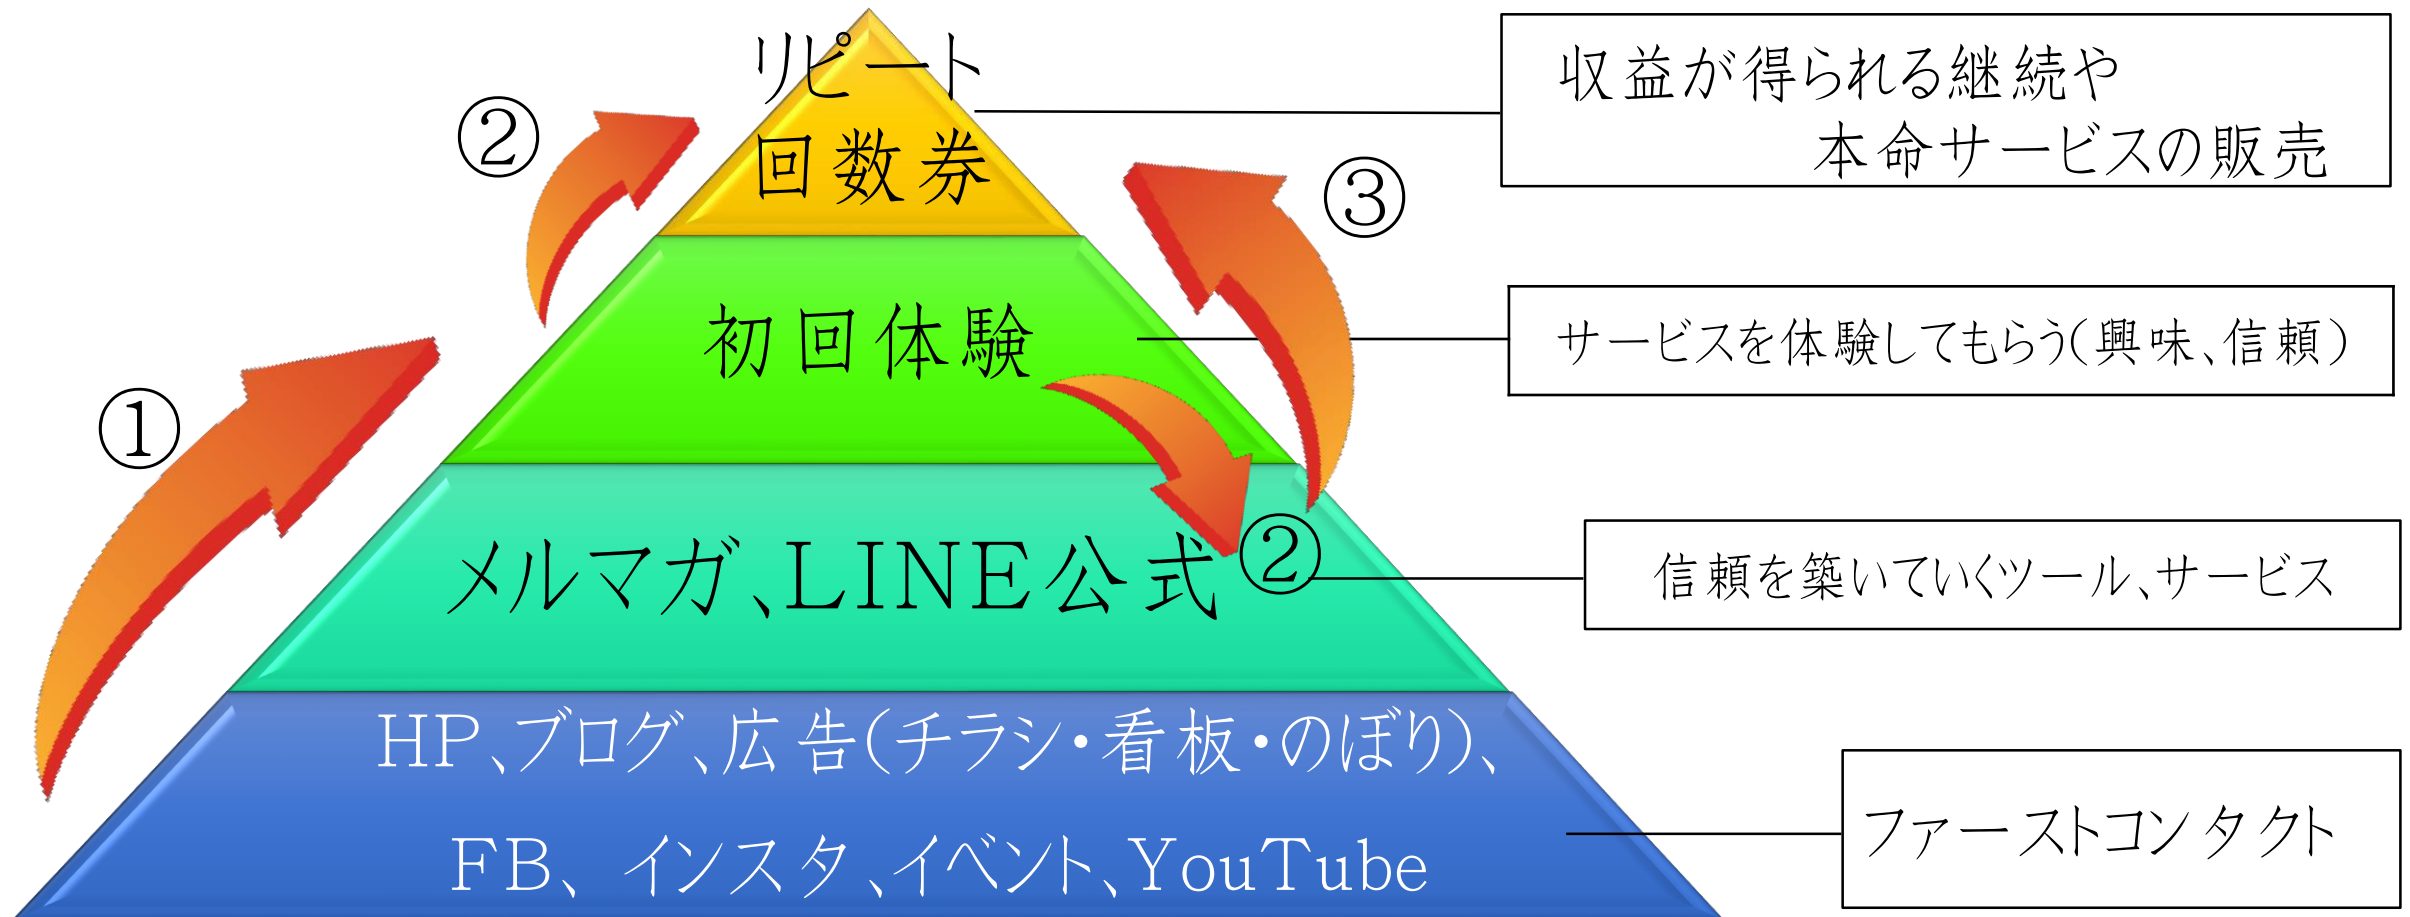 リピート
回数券
収益が得られる継続や
本命サービスの販売
②
③
初回体験
サービスを体験してもらう(興味、信頼)
①
メルマガ、LINE公式
②
信頼を築いていくツール、サービス
HP、ブログ、広告(チラシ・看板・のぼり)、
FB、インスタ、イベント、YouTube
ファーストコンタクト